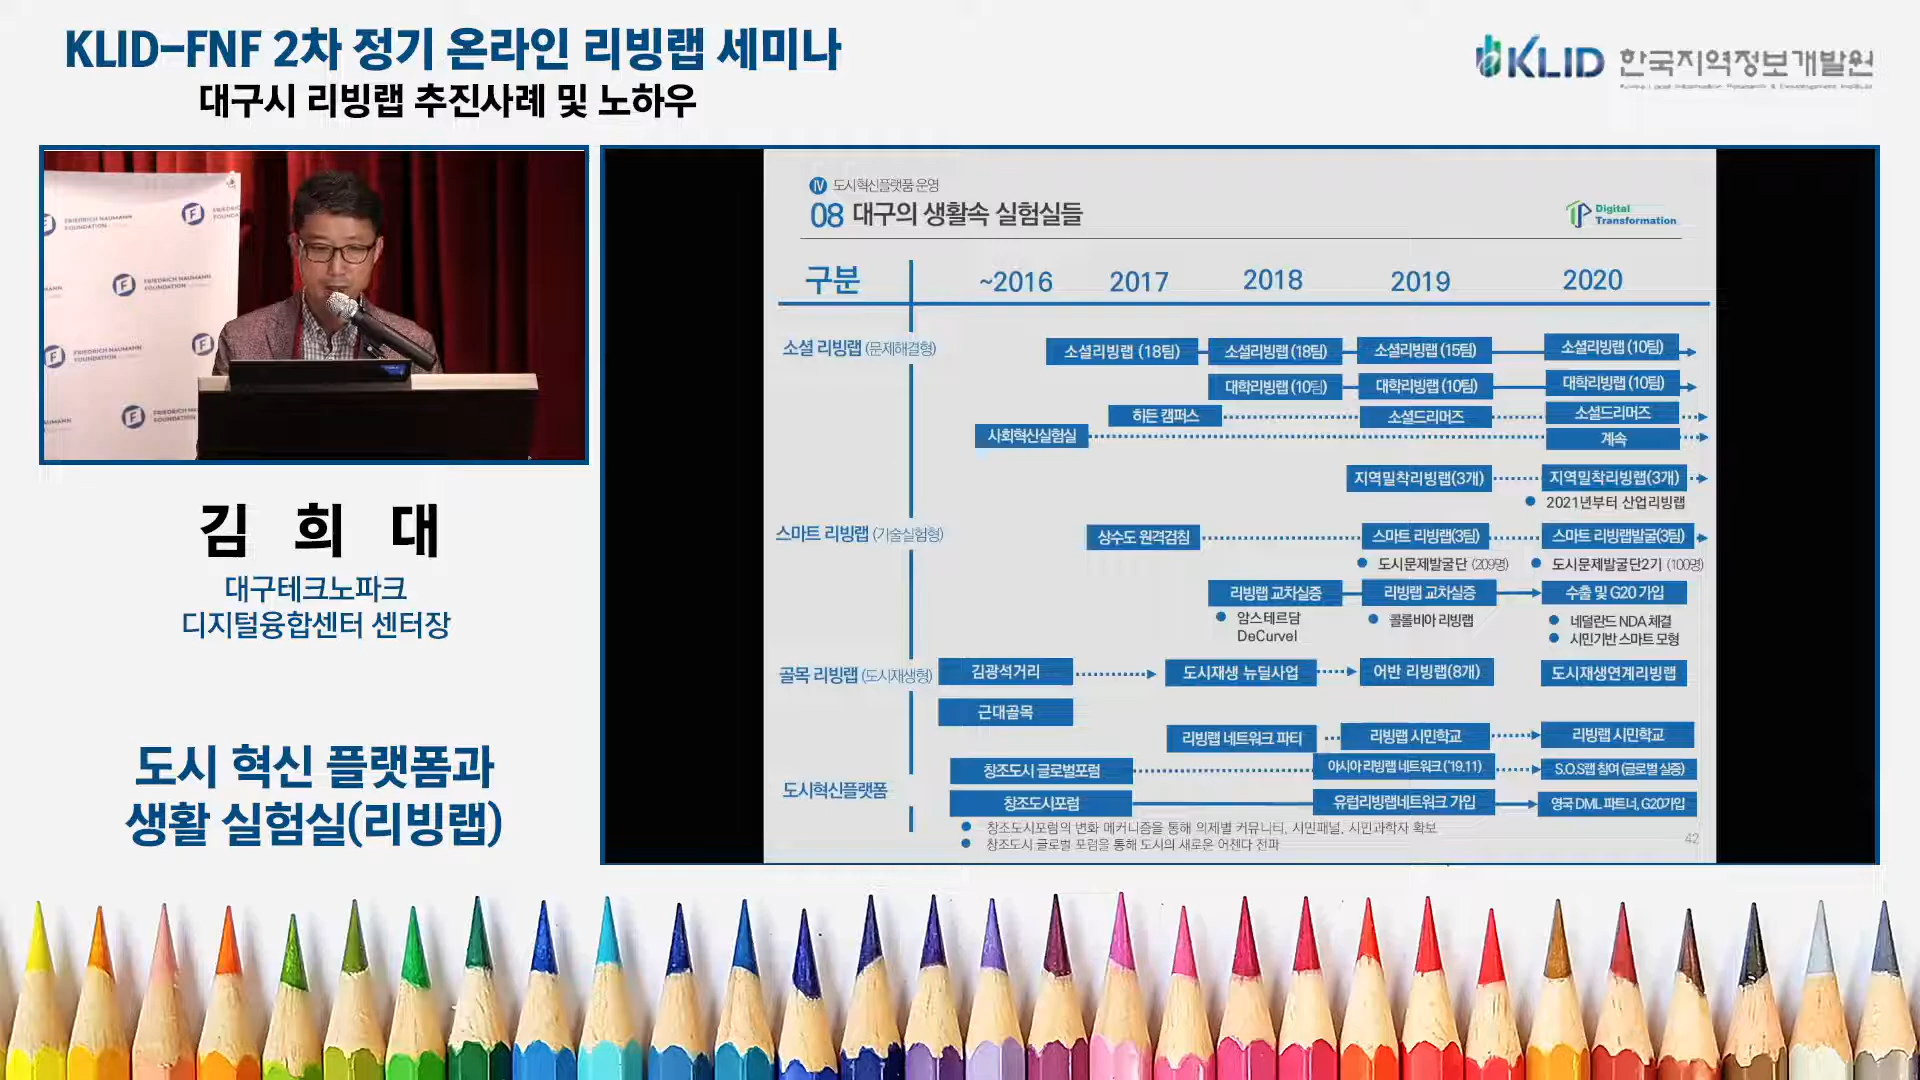 KLID-FNF 2차 정기 온라인 리빙랩 세미나
대구시 리빙랩 추진사례 및 노하우
KLID 한국지역정보개발원
FRIEDRICH NAUMANN
FOUNDATION
FRIEDRICH NAUMANN
FOUNDATION
김 희 대
대구테크노파크
디지털융합센터 센터장
도시 혁신 플랫폼과
생활 실험실(리빙랩)
Ⅳ 도시혁신플랫폼 운영
08 대구의 생활속 실험실들
Digital
Transformation
구분 ~2016 2017 2018 2019 2020
소셜 리빙랩 (문제해결형)
소셜리빙랩 (18팀) 소셜리빙랩 (18팀) 소셜리빙랩 (15팀) 소셜리빙랩 (10팀)
대학리빙랩 (10팀) 대학리빙랩 (10팀) 대학리빙랩 (10팀)
히든 캠퍼스 소셜드리머즈 소셜드리머즈
사회혁신실험실 계속
지역밀착리빙랩(3개) 지역밀착리빙랩(3개)
2021년부터 산업리빙랩
스마트 리빙랩 (기술실험형)
상수도 원격검침 스마트 리빙랩(3팀) 스마트 리빙랩발굴(3팀)
도시문제발굴단 (209명) 도시문제발굴단2기 (100명)
리빙랩 교차실증 리빙랩 교차실증 수출 및 G20 가입
암스테르담
DeCurvel
콜롬비아 리빙랩
네덜란드 NDA 체결
시민기반 스마트 모형
골목 리빙랩 (도시재생형)
김광석거리 도시재생 뉴딜사업 어반 리빙랩(8개) 도시재생연계리빙랩
근대골목
리빙랩 네트워크 파티 리빙랩 시민학교 리빙랩 시민학교
도시혁신플랫폼
창조도시 글로벌포럼 아시아 리빙랩 네트워크 ('19.11) S.O.S랩 참여 (글로벌 실증)
창조도시포럼 유럽리빙랩네트워크 가입 영국 DML 파트너, G20가입
창조도시포럼의 변화 메커니즘을 통해 의제별 커뮤니티, 시민패널, 시민과학자 확보
창조도시 글로벌 포럼을 통해 도시의 새로운 어젠다 전파
42